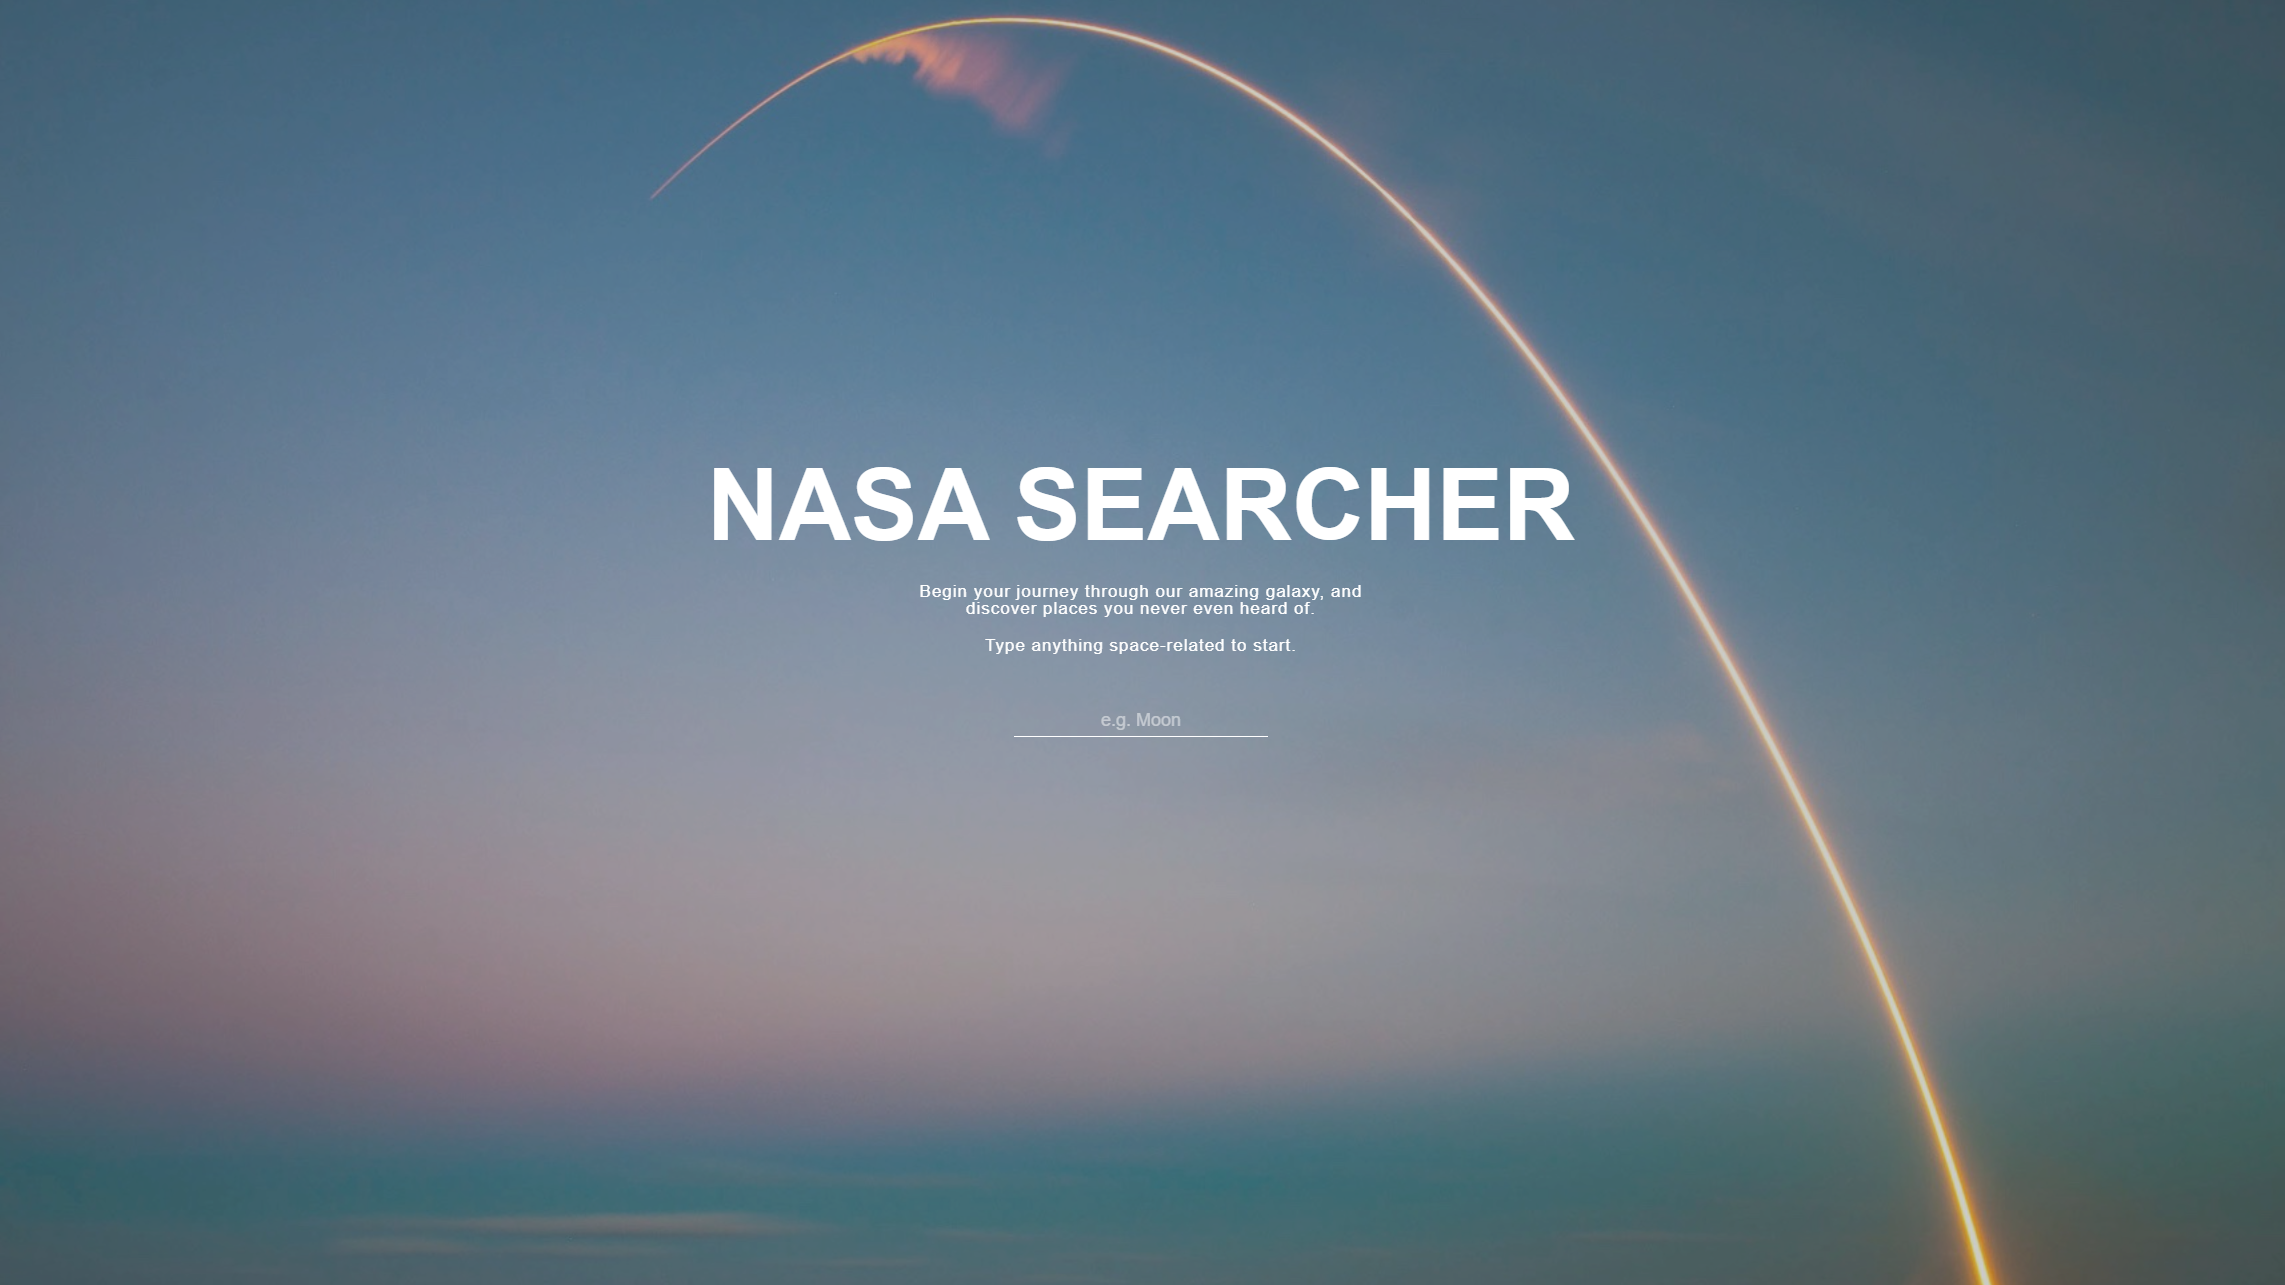 NASA SEARCHER
Begin your journey through our amazing galaxy, and
discover places you never even heard of.
Type anything space-related to start.
e.g. Moon